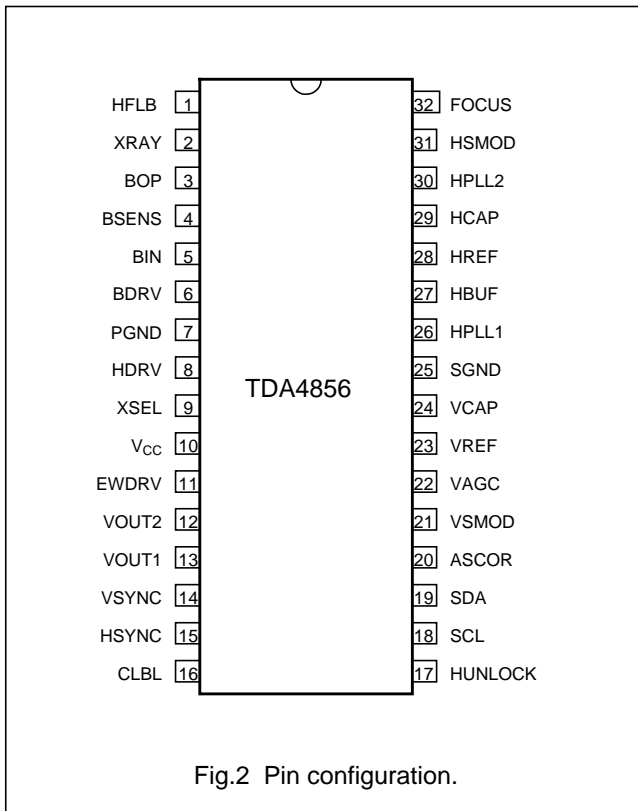 HFLB 1 32 FOCUS
XRAY 2 31 HSMOD
BOP 3 30 HPLL2
BSENS 4 29 HCAP
BIN 5 28 HREF
BDRV 6 27 HBUF
PGND 7 26 HPLL1
HDRV 8 25 SGND
TDA4856
XSEL 9 24 VCAP
VCC 10 23 VREF
EWDRV 11 22 VAGC
VOUT2 12 21 VSMOD
VOUT1 13 20 ASCOR
VSYNC 14 19 SDA
HSYNC 15 18 SCL
CLBL 16 17 HUNLOCK
Fig.2 Pin configuration.